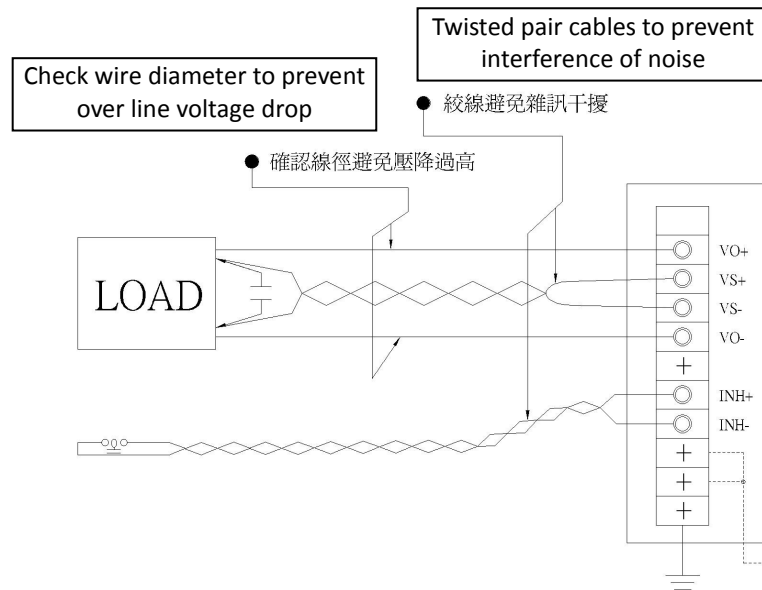 Twisted pair cables to prevent
interference of noise
Check wire diameter to prevent
over line voltage drop
絞線避免雜訊干擾
確認線徑避免壓降過高
LOAD
VO+
VS+
VS-
VO-
INH+
INH-